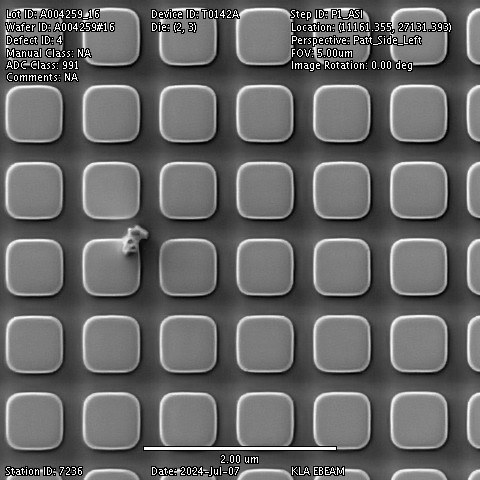 Lot ID: A004259_16
Wafer ID: A004259#16
Defect ID: 4
Manual Class: NA
ADC Class: 991
Comments: NA
Device ID: T0142A
Die: (2, 3)
Step ID: P1_ASI
Location: (11161.355, 27131.393)
Perspective: Patt_Side_Left
FOV: 5.00um
Image Rotation: 0.00 deg
2.00 um
Station ID: 7236
Date: 2024-Jul-07
KLA EBEAM